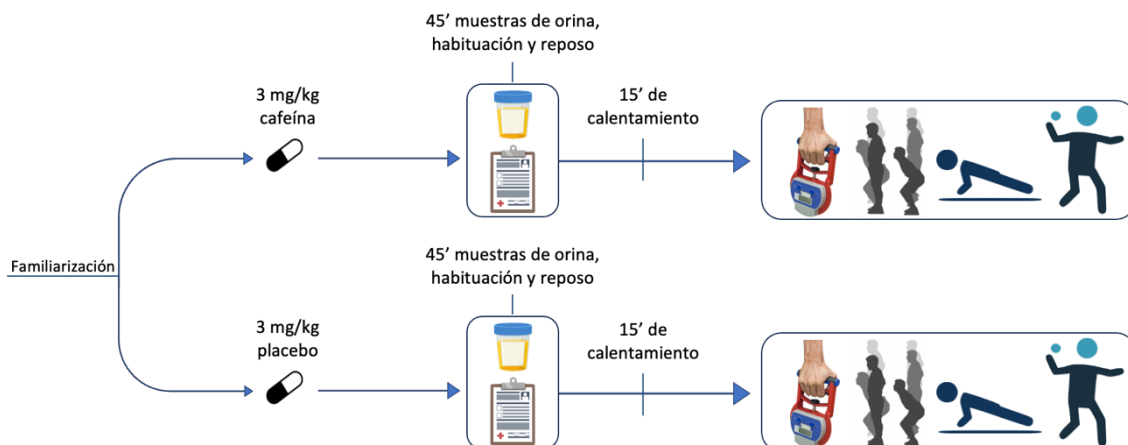 45’ muestras de orina,
habituación y reposo
3 mg/kg
cafeína
15’ de
calentamiento
Familiarización
45’ muestras de orina,
habituación y reposo
3 mg/kg
placebo
15’ de
calentamiento